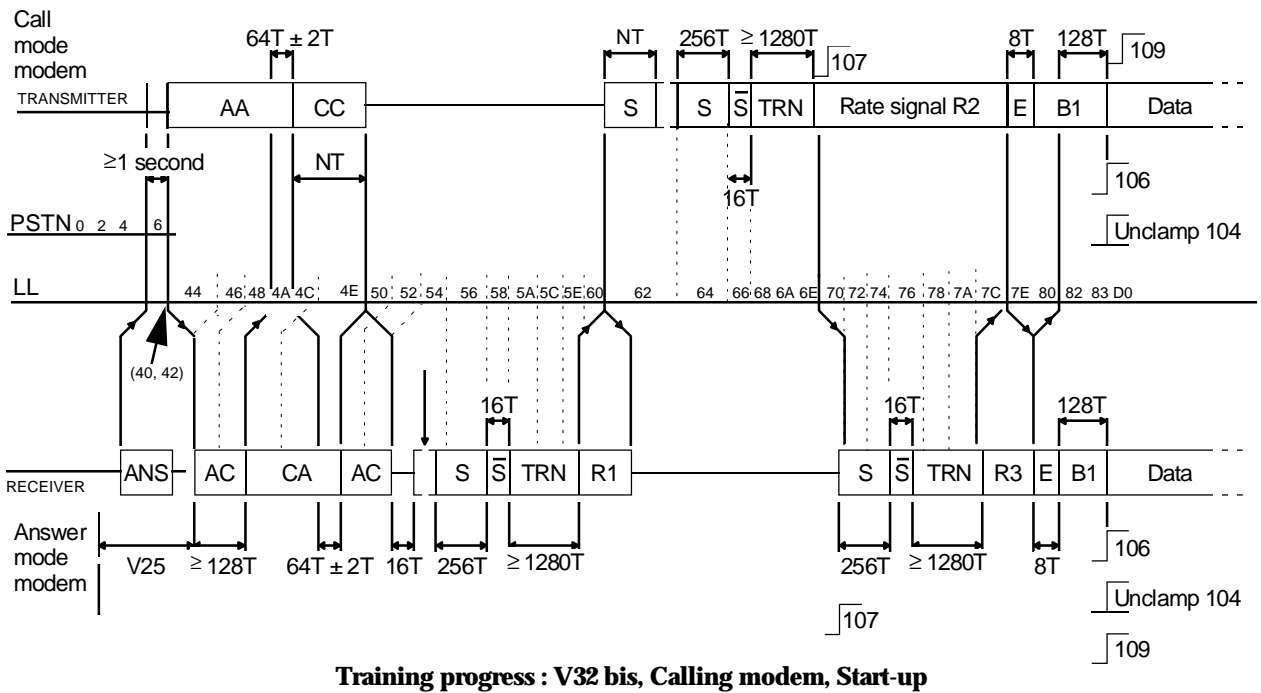 Call
mode
modem
TRANSMITTER
64T ± 2T
NT
256T
≥ 1280T
107
8T
128T
109
AA
CC
S
S
S̅
TRN
Rate signal R2
E
B1
Data
≥1 second
NT
16T
106
Unclamp 104
PSTN 0 2 4 6
LL
44 46 48 4A 4C 4E 50 52 54 56 58 5A 5C 5E 60 62 64 66 68 6A 6E 70 72 74 76 78 7A 7C 7E 80 82 83 D0
(40, 42)
16T
16T
128T
RECEIVER
ANS
AC
CA
AC
S
S̅
TRN
R1
S
S̅
TRN
R3
E
B1
Data
Answer
mode
modem
V25
≥ 128T
64T ± 2T
16T
256T
≥ 1280T
256T
≥ 1280T
8T
106
107
Unclamp 104
109
Training progress : V32 bis, Calling modem, Start-up